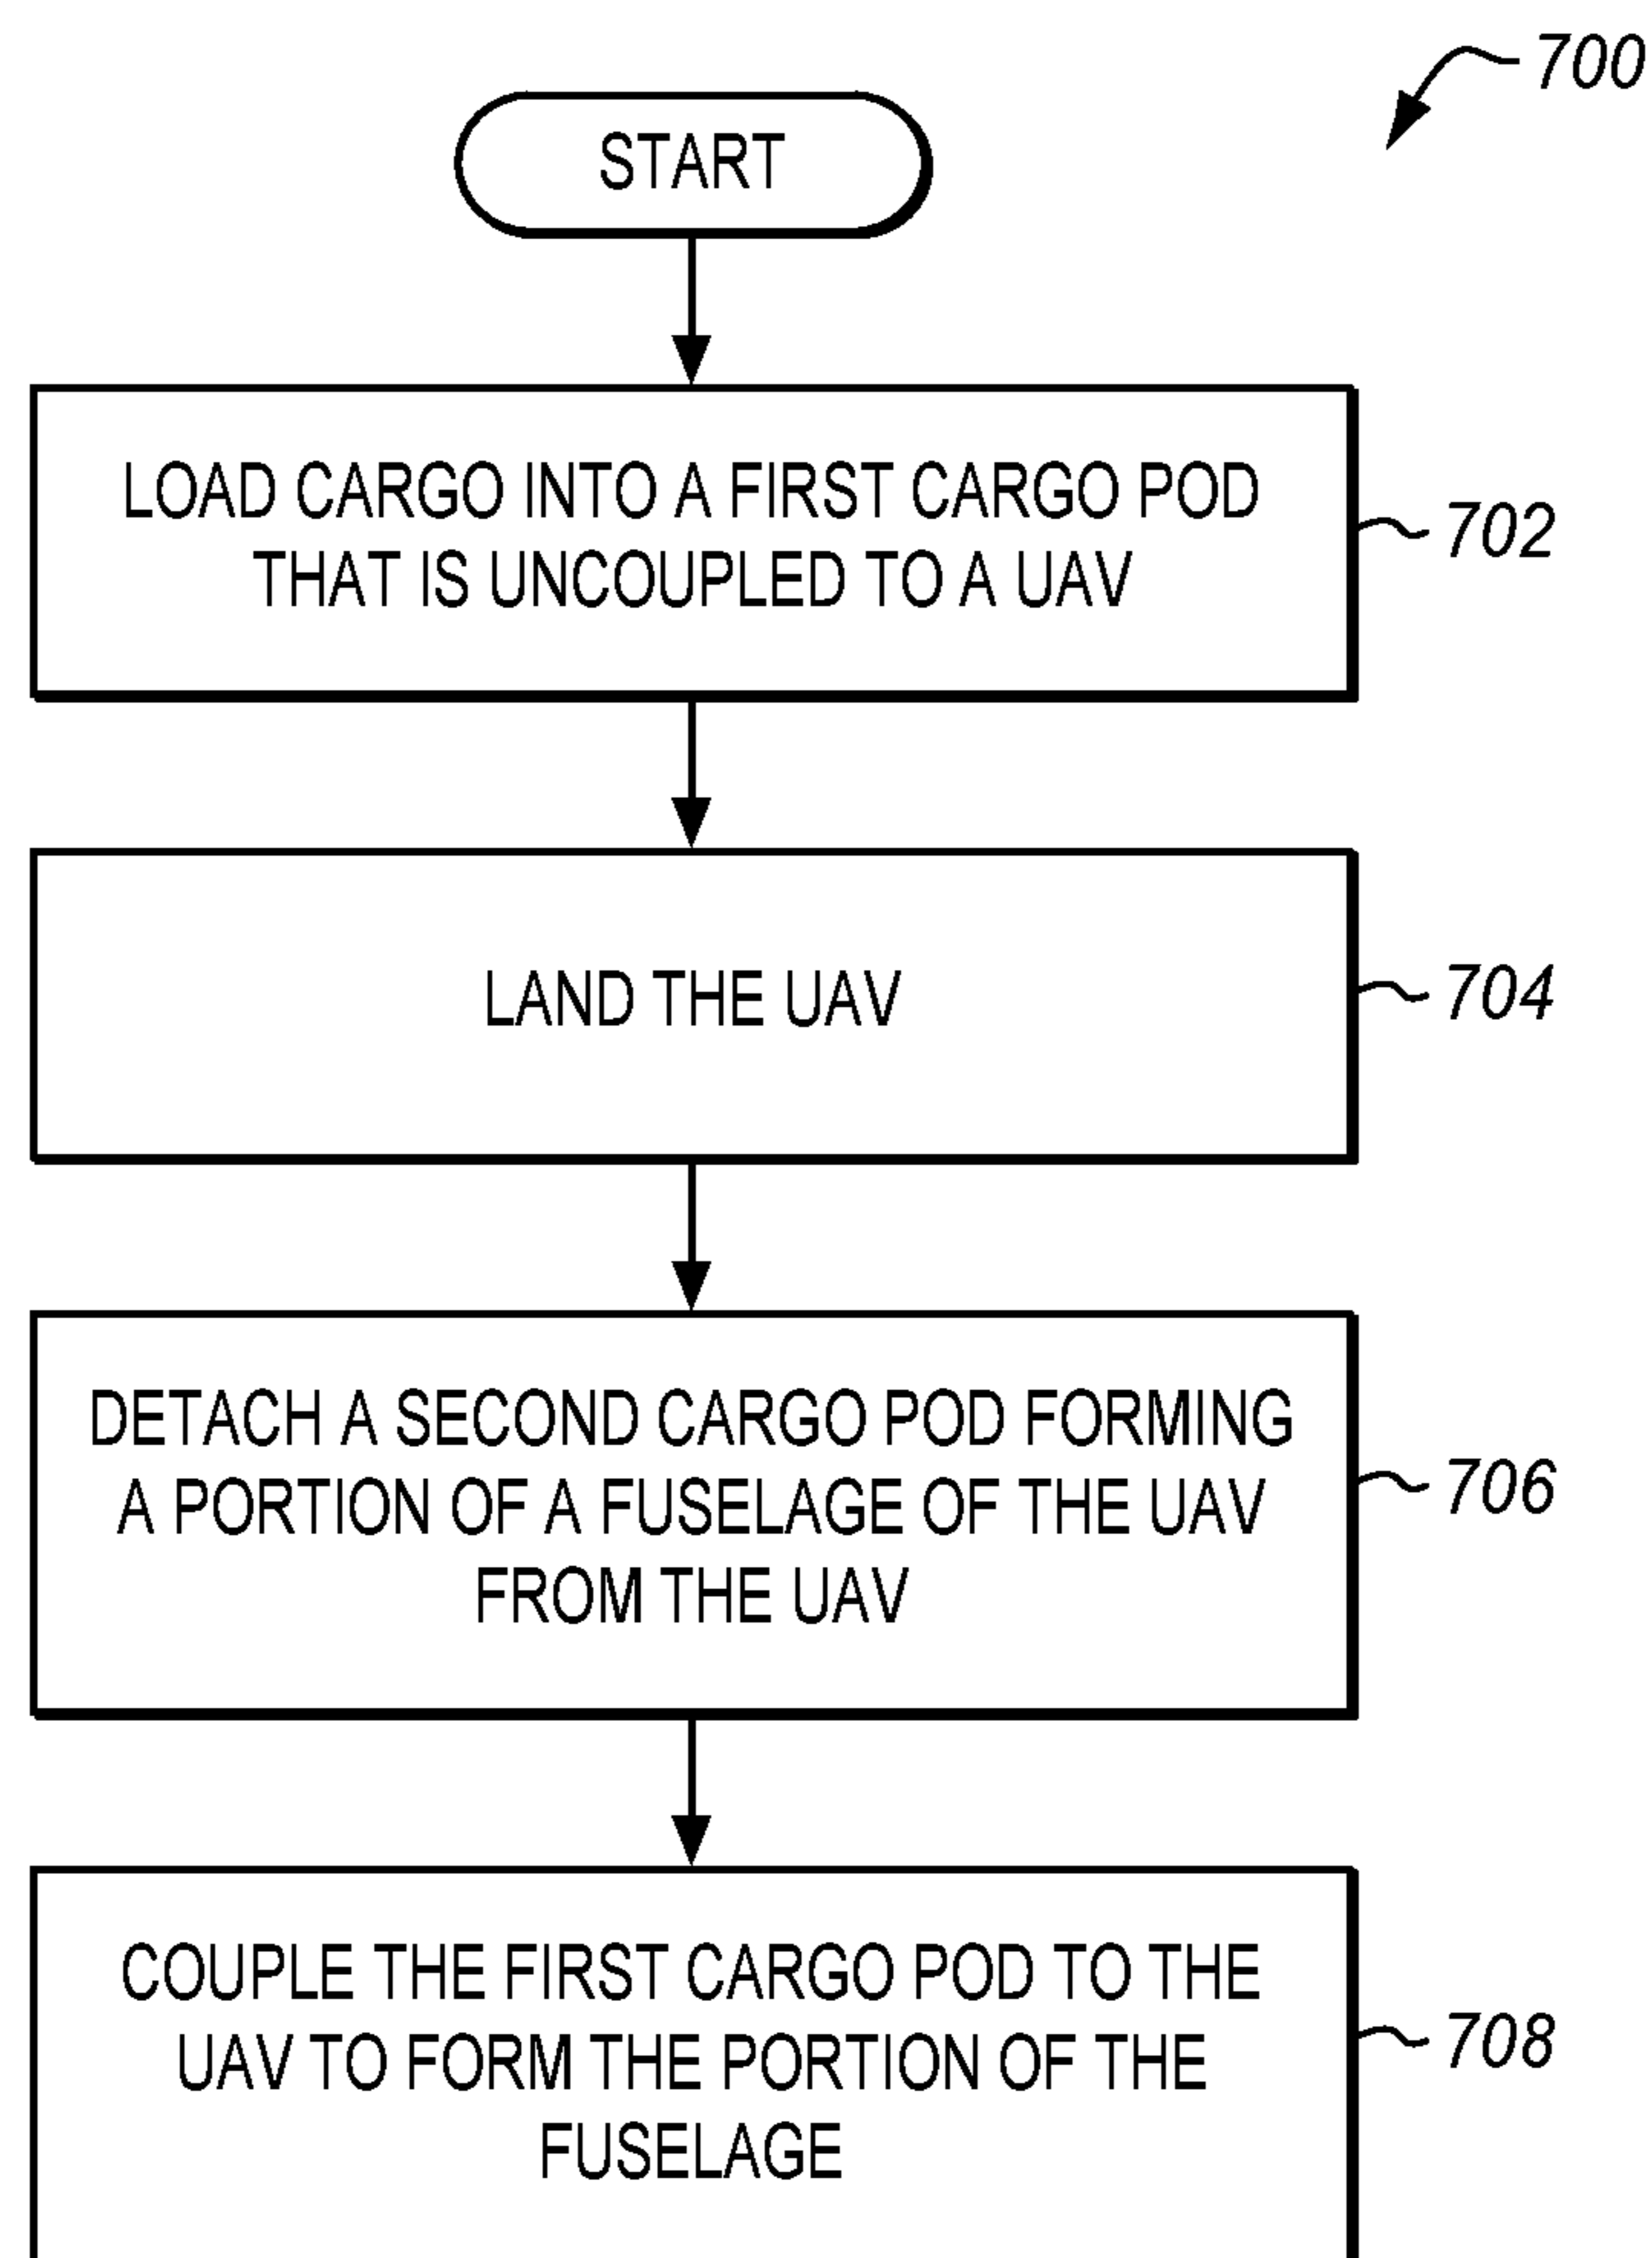 700
START
LOAD CARGO INTO A FIRST CARGO POD
THAT IS UNCOUPLED TO A UAV
702
LAND THE UAV
704
DETACH A SECOND CARGO POD FORMING
A PORTION OF A FUSELAGE OF THE UAV
FROM THE UAV
706
COUPLE THE FIRST CARGO POD TO THE
UAV TO FORM THE PORTION OF THE
FUSELAGE
708